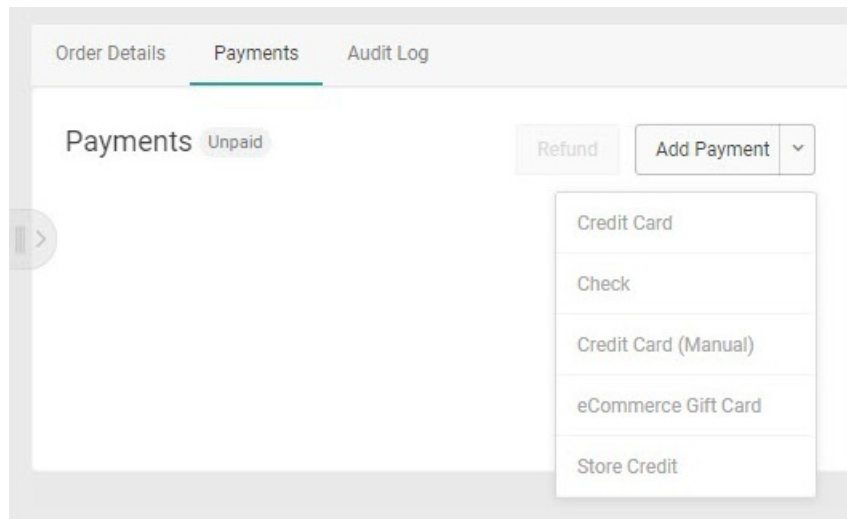 Order Details Payments Audit Log
Payments Unpaid Refund Add Payment
Credit Card
Check
Credit Card (Manual)
eCommerce Gift Card
Store Credit